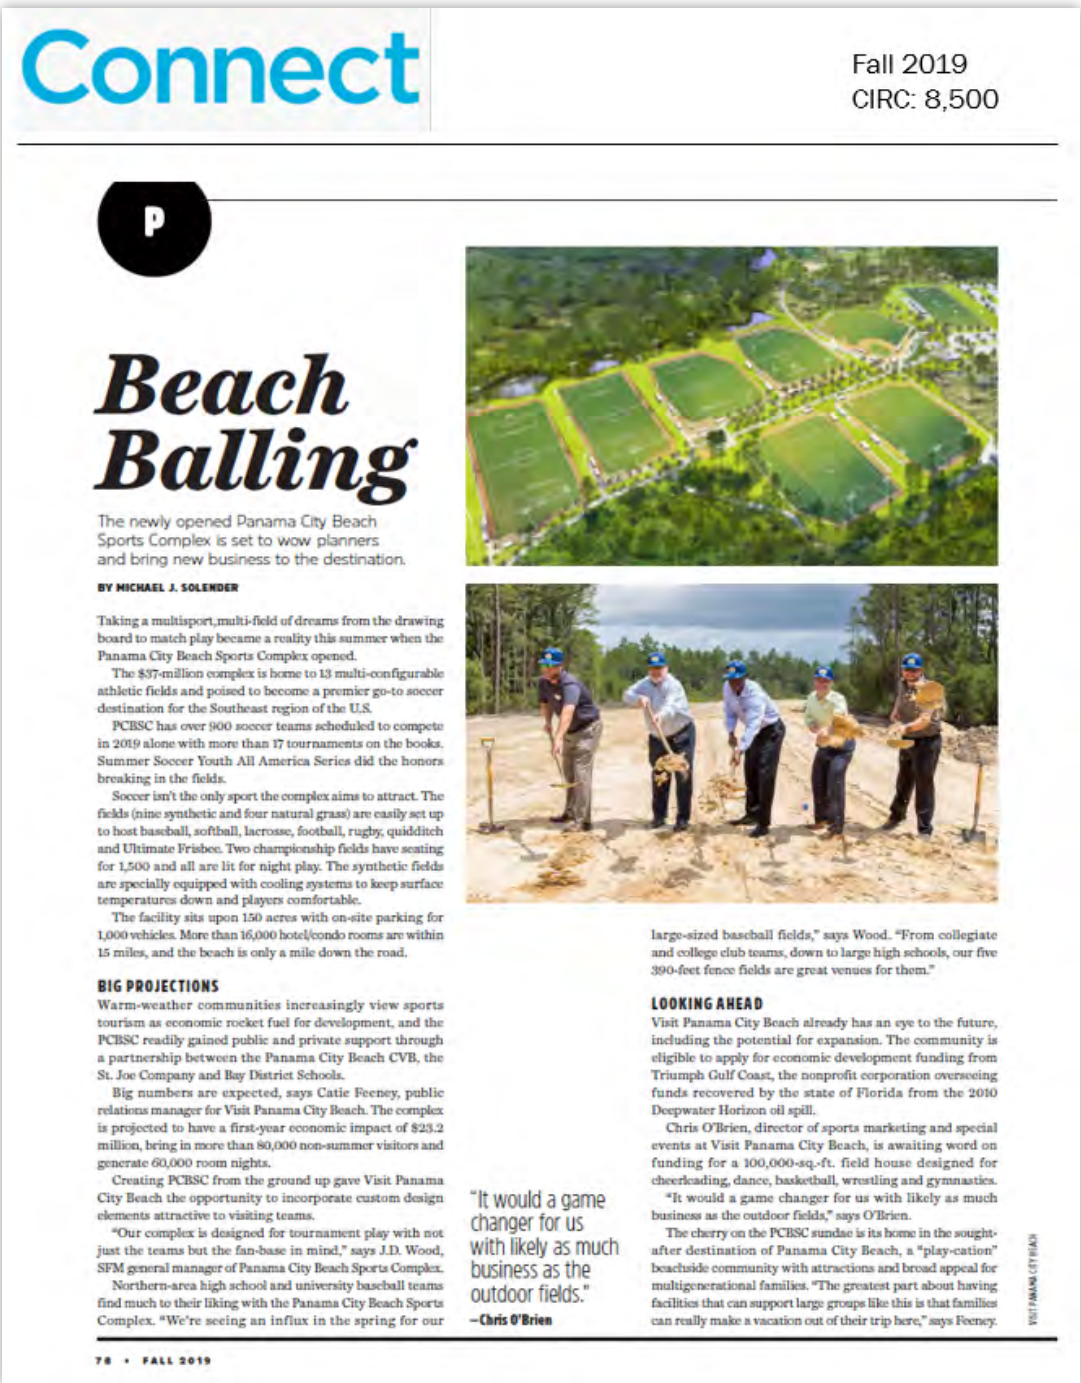 Connect
Fall 2019
CIRC: 8,500
P
Beach
Balling
The newly opened Panama City Beach
Sports Complex is set to wow planners
and bring new business to the destination.
BY MICHAEL J. SOLENDER
Taking a multisport,multi-field of dreams from the drawing
board to match play became a reality this summer when the
Panama City Beach Sports Complex opened.
The $37-million complex is home to 13 multi-configurable
athletic fields and poised to become a premier go-to soccer
destination for the Southeast region of the U.S.
PCBSC has over 900 soccer teams scheduled to compete
in 2019 alone with more than 17 tournaments on the books.
Summer Soccer Youth All America Series did the honors
breaking in the fields.
Soccer isn't the only sport the complex aims to attract. The
fields (nine synthetic and four natural grass) are easily set up
to host baseball, softball, lacrosse, football, rugby, quidditch
and Ultimate Frisbee. Two championship fields have seating
for 1,500 and all are lit for night play. The synthetic fields
are specially equipped with cooling systems to keep surface
temperatures down and players comfortable.
The facility sits upon 150 acres with on-site parking for
1,000 vehicles. More than 16,000 hotel/condo rooms are within
15 miles, and the beach is only a mile down the road.
BIG PROJECTIONS
Warm-weather communities increasingly view sports
tourism as economic rocket fuel for development, and the
PCBSC readily gained public and private support through
a partnership between the Panama City Beach CVB, the
St. Joe Company and Bay District Schools.
Big numbers are expected, says Catie Feeney, public
relations manager for Visit Panama City Beach. The complex
is projected to have a first-year economic impact of $23.2
million, bring in more than 80,000 non-summer visitors and
generate 60,000 room nights.
Creating PCBSC from the ground up gave Visit Panama
City Beach the opportunity to incorporate custom design
elements attractive to visiting teams.
"Our complex is designed for tournament play with not
just the teams but the fan-base in mind," says J.D. Wood,
SFM general manager of Panama City Beach Sports Complex.
Northern-area high school and university baseball teams
find much to their liking with the Panama City Beach Sports
Complex. "We're seeing an influx in the spring for our
"It would a game
changer for us
with likely as much
business as the
outdoor fields."
—Chris O'Brien
large-sized baseball fields," says Wood. "From collegiate
and college club teams, down to large high schools, our five
390-feet fence fields are great venues for them."
LOOKING AHEAD
Visit Panama City Beach already has an eye to the future,
including the potential for expansion. The community is
eligible to apply for economic development funding from
Triumph Gulf Coast, the nonprofit corporation overseeing
funds recovered by the state of Florida from the 2010
Deepwater Horizon oil spill.
Chris O'Brien, director of sports marketing and special
events at Visit Panama City Beach, is awaiting word on
funding for a 100,000-sq.-ft. field house designed for
cheerleading, dance, basketball, wrestling and gymnastics.
"It would a game changer for us with likely as much
business as the outdoor fields," says O'Brien.
The cherry on the PCBSC sundae is its home in the sought-
after destination of Panama City Beach, a "play-cation"
beachside community with attractions and broad appeal for
multigenerational families. "The greatest part about having
facilities that can support large groups like this is that families
can really make a vacation out of their trip here," says Feeney.
VISIT PANAMA CITY BEACH
78 • FALL 2019